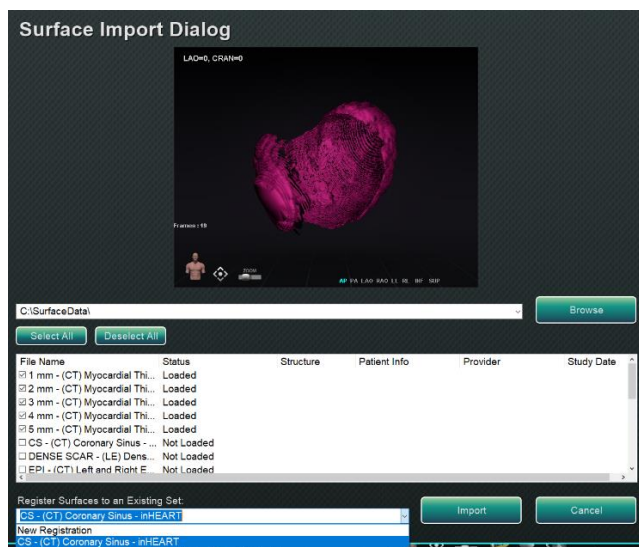 Surface Import Dialog
LAO=0, CRAN=0
Frames : 19
ZOOM
AP PA LAO RAO LL RL INF SUP
C:\SurfaceData\
Browse
Select All Deselect All
File Name Status Structure Patient Info Provider Study Date
1 mm - (CT) Myocardial Thi... Loaded
2 mm - (CT) Myocardial Thi... Loaded
3 mm - (CT) Myocardial Thi... Loaded
4 mm - (CT) Myocardial Thi... Loaded
5 mm - (CT) Myocardial Thi... Loaded
CS - (CT) Coronary Sinus - ... Not Loaded
DENSE SCAR - (LE) Dens... Not Loaded
EPI - (CT) Left and Right E... Not Loaded
Register Surfaces to an Existing Set:
CS - (CT) Coronary Sinus - inHEART
Import Cancel
New Registration
CS - (CT) Coronary Sinus - inHEART